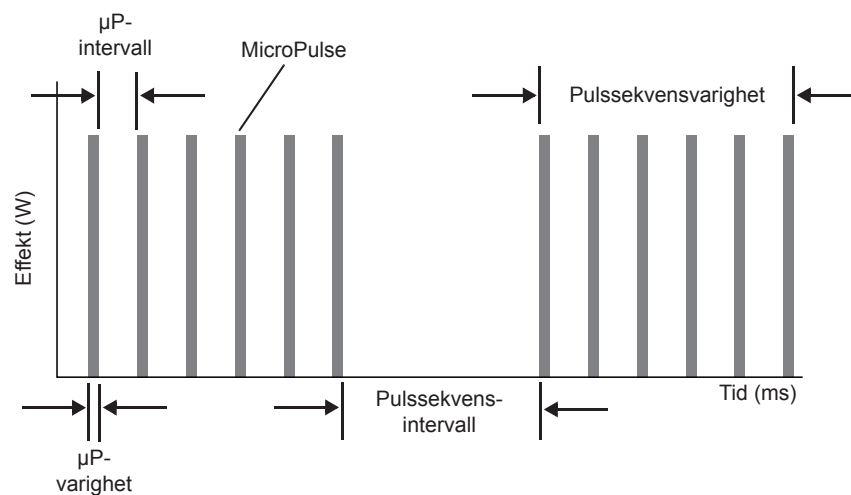 µP-
intervall
MicroPulse
Pulssekvensvarighet
Effekt (W)
Tid (ms)
Pulssekvens-
intervall
µP-
varighet